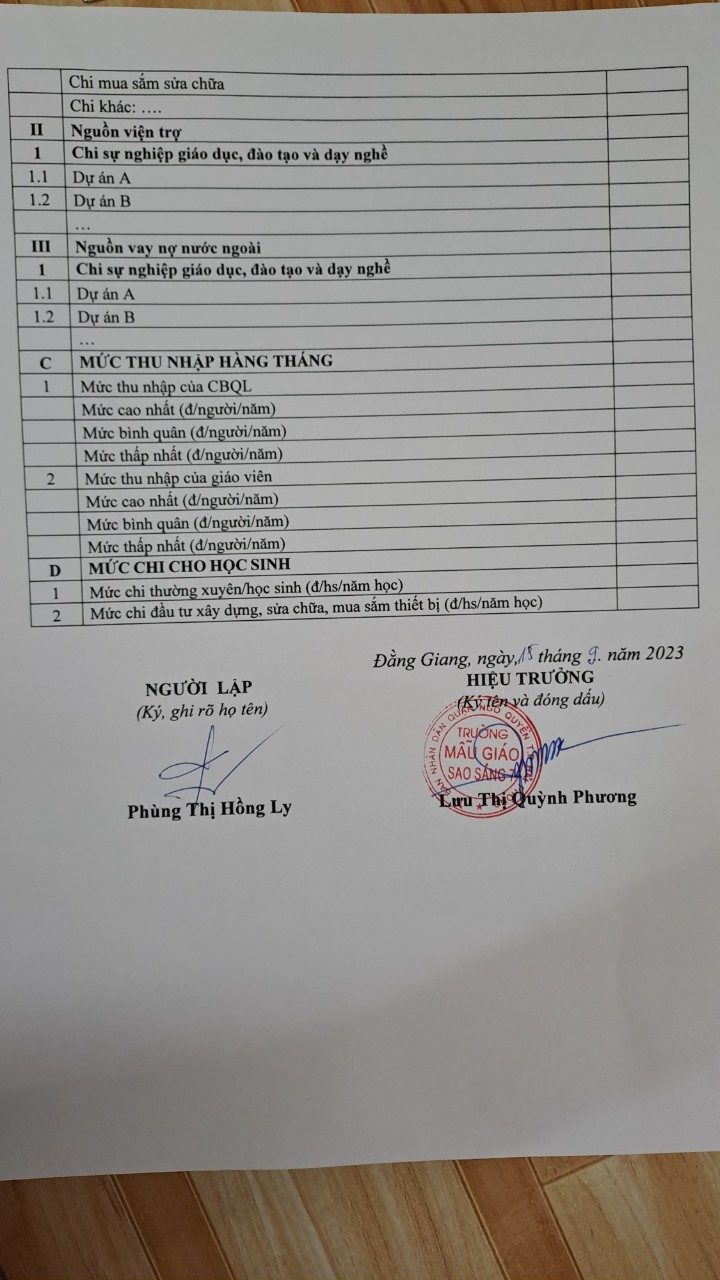 Chi mua sắm sửa chữa
Chi khác: ....
II Nguồn viện trợ
1 Chi sự nghiệp giáo dục, đào tạo và dạy nghề
1.1 Dự án A
1.2 Dự án B
...
III Nguồn vay nợ nước ngoài
1 Chi sự nghiệp giáo dục, đào tạo và dạy nghề
1.1 Dự án A
1.2 Dự án B
...
C MỨC THU NHẬP HÀNG THÁNG
1 Mức thu nhập của CBQL
Mức cao nhất (đ/người/năm)
Mức bình quân (đ/người/năm)
Mức thấp nhất (đ/người/năm)
2 Mức thu nhập của giáo viên
Mức cao nhất (đ/người/năm)
Mức bình quân (đ/người/năm)
Mức thấp nhất (đ/người/năm)
D MỨC CHI CHO HỌC SINH
1 Mức chi thường xuyên/học sinh (đ/hs/năm học)
2 Mức chi đầu tư xây dựng, sửa chữa, mua sắm thiết bị (đ/hs/năm học)
Đằng Giang, ngày, tháng 9. năm 2023
NGƯỜI LẬP
(Ký, ghi rõ họ tên)
Phùng Thị Hồng Ly
HIỆU TRƯỞNG
(Ký tên và đóng dấu)
BAN NHÂN DÂN QUẬN NGÔ QUYỀN
TRƯỜNG
MẪU GIÁO
SAO SÁNG 7
Lưu Thị Quỳnh Phương